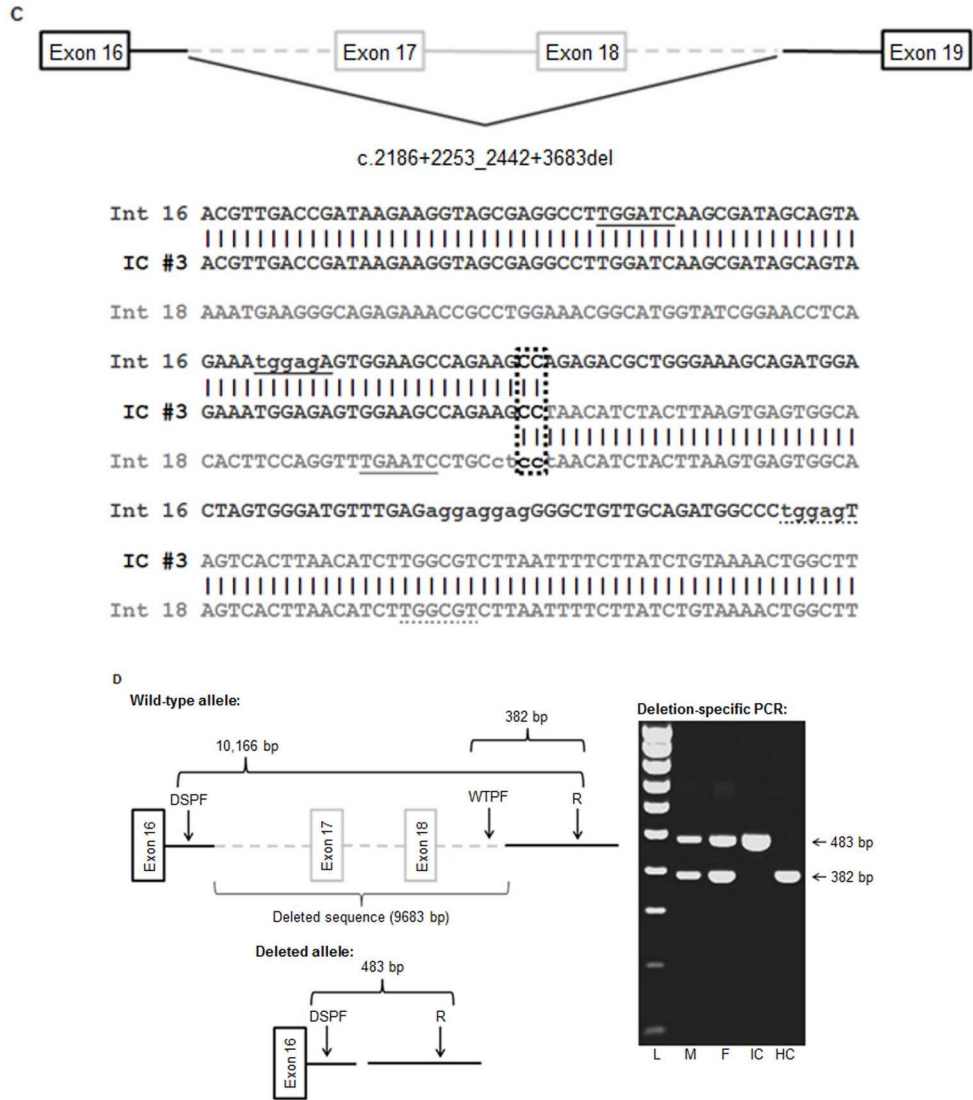 C
Exon 16 Exon 17 Exon 18 Exon 19
c.2186+2253_2442+3683del
Int 16 ACGTTGACCGATAAGAAGGTAGCGAGGCCTTGGATCAAGCGATAGCAGTA
IC #3 ACGTTGACCGATAAGAAGGTAGCGAGGCCTTGGATCAAGCGATAGCAGTA
Int 18 AAATGAAGGGCAGAGAAACCGCCTGGAAACGGCATGGTATCGGAACCTCA
Int 16 GAAAtggagAGTGGAAGCCAGAAGCCAGAGACGCTGGGAAAGCAGATGGA
IC #3 GAAATGGAGAGTGGAAGCCAGAAGCCTAACATCTACTTAAGTGAGTGGCA
Int 18 CACTTCCAGGTTTGAATCCTGCctccctAACATCTACTTAAGTGAGTGGCA
Int 16 CTAGTGGGATGTTTGAGaggaggagGGGCTGTTGCAGATGGCCCtggagT
IC #3 AGTCACTTAACATCTTGGCGTCTTAATTTTCTTATCTGTAAAACTGGCTT
Int 18 AGTCACTTAACATCTTGGCGTCTTAATTTTCTTATCTGTAAAACTGGCTT
D
Wild-type allele:
382 bp
10,166 bp
DSPF WTPF R
Exon 16 Exon 17 Exon 18
Deleted sequence (9683 bp)
Deleted allele:
483 bp
DSPF R
Exon 16
Deletion-specific PCR:
← 483 bp
← 382 bp
L M F IC HC